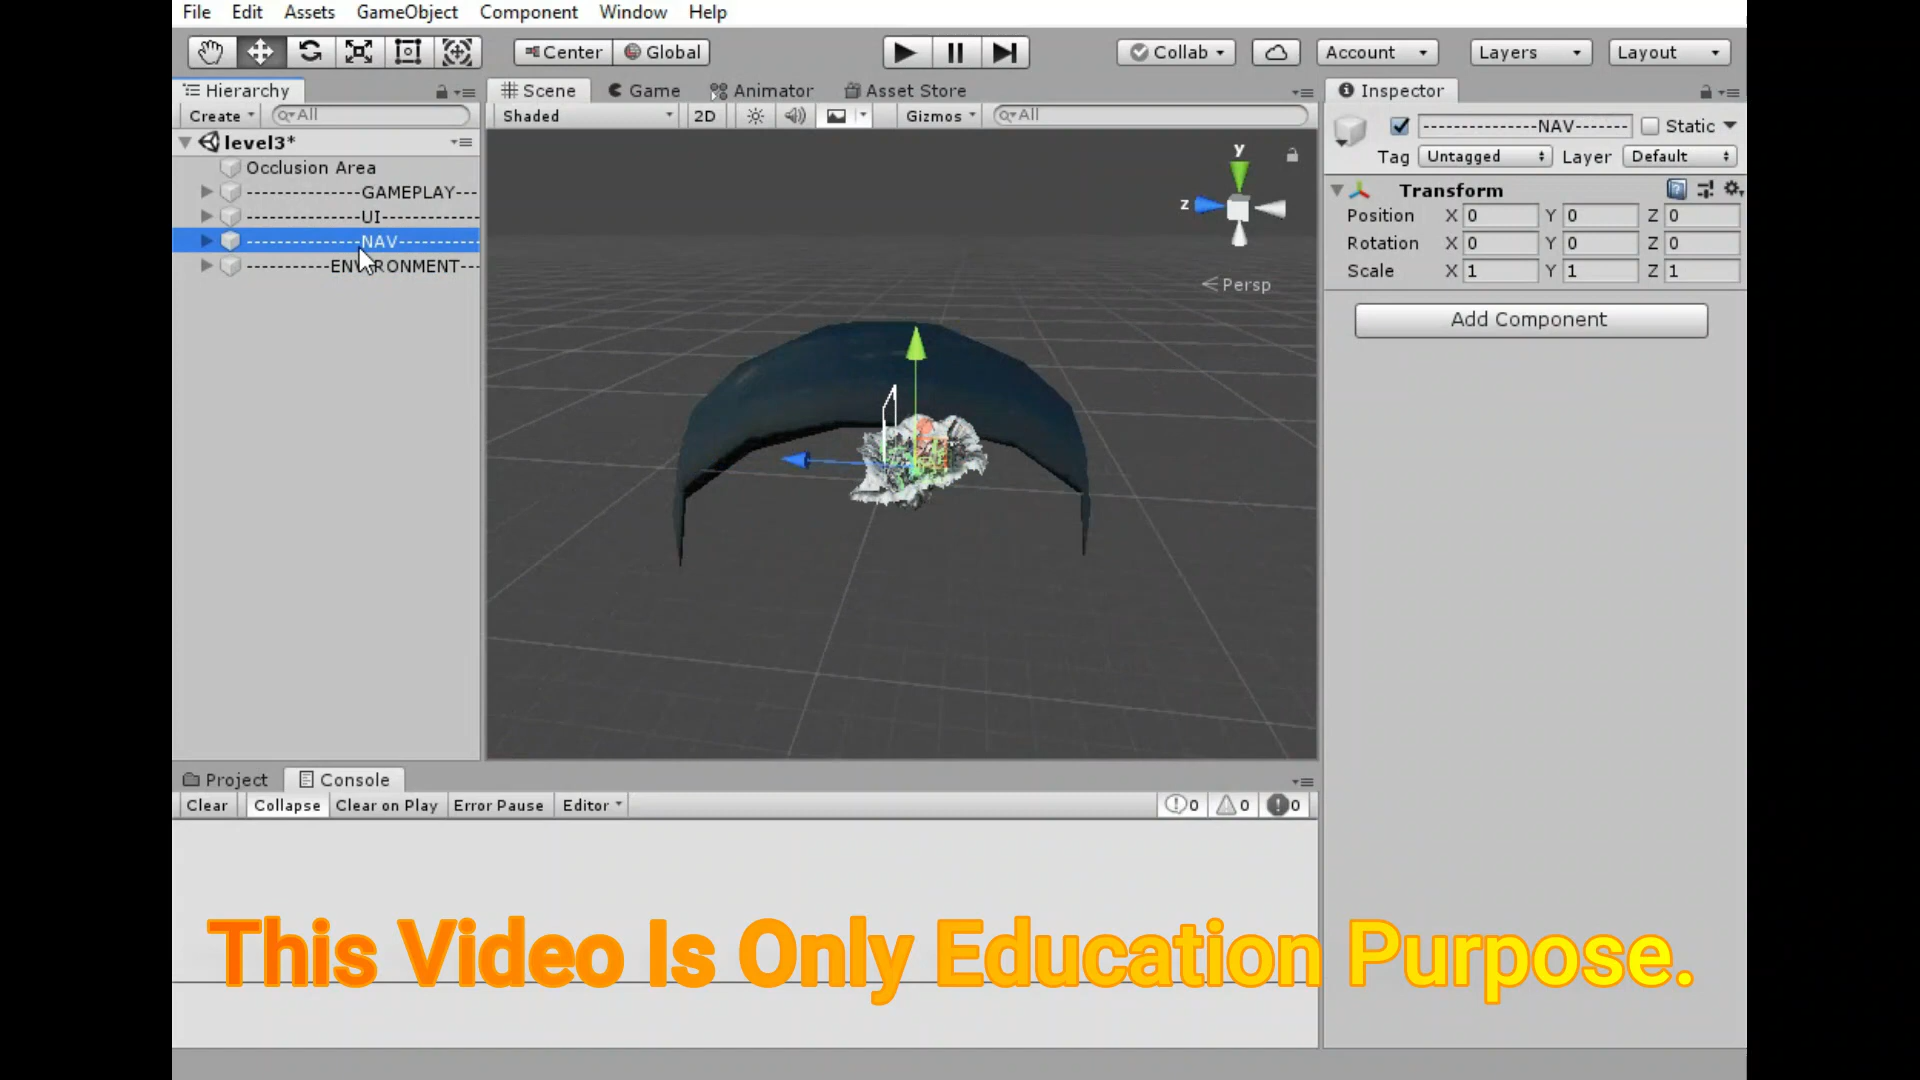 File Edit Assets GameObject Component Window Help
Center Global Collab Account Layers Layout
Hierarchy Scene Game Animator Asset Store Inspector
Create All Shaded 2D Gizmos All
level3*
Occlusion Area
---------------GAMEPLAY---
---------------UI-------------
---------------NAV-----------
-----------ENVIRONMENT---
y
z
Persp
---------------NAV------- Static
Tag Untagged Layer Default
Transform
Position X 0 Y 0 Z 0
Rotation X 0 Y 0 Z 0
Scale X 1 Y 1 Z 1
Add Component
Project Console
Clear Collapse Clear on Play Error Pause Editor 0 0 0
This Video Is Only Education Purpose.